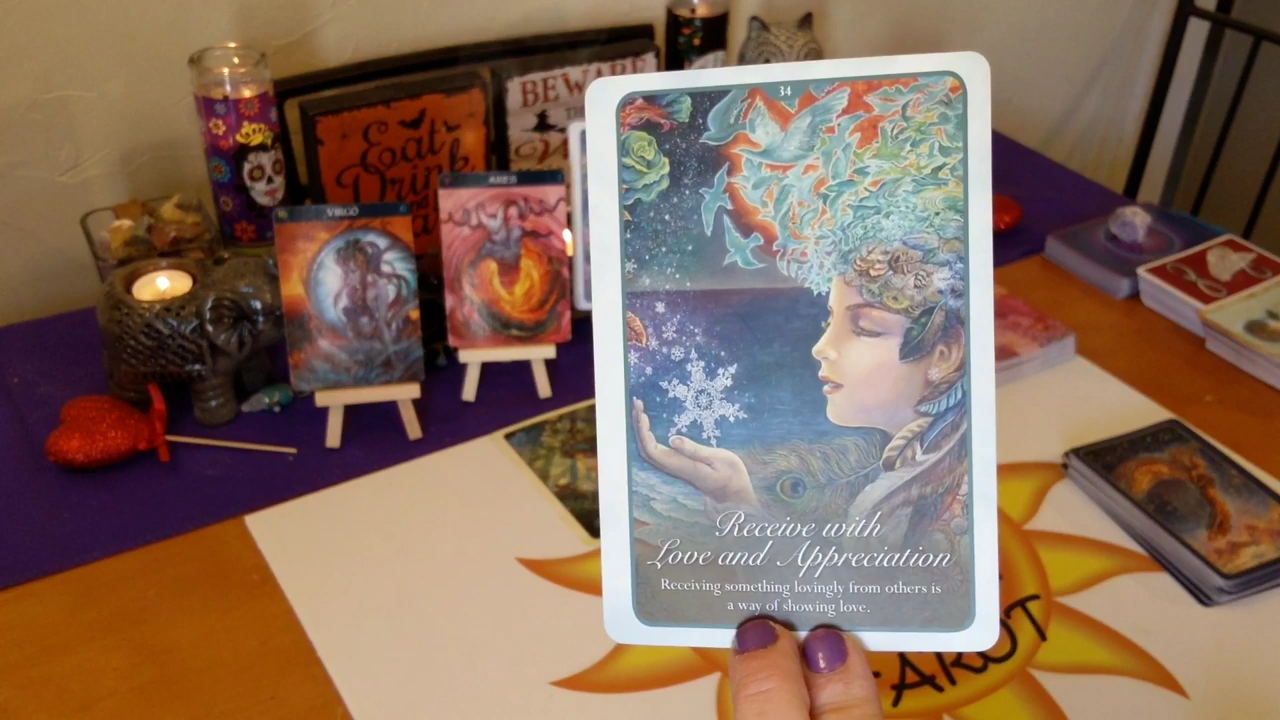 BEWARE
Eat
Drink
VIRGO
ARIES
34
Receive with
Love and Appreciation
Receiving something lovingly from others is
a way of showing love.
TAROT